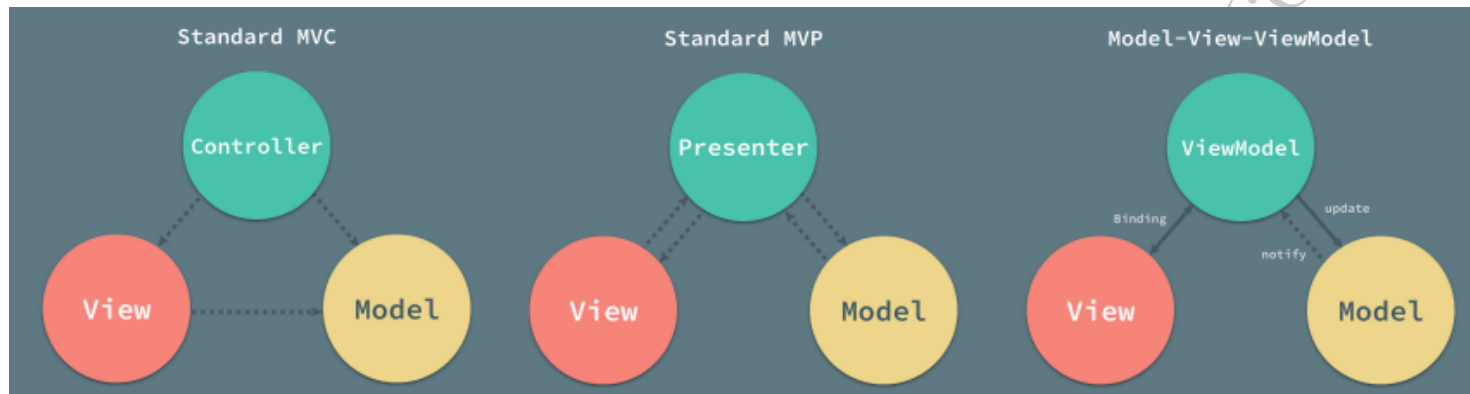 Standard MVC
Controller
View
Model
Standard MVP
Presenter
View
Model
Model-View-ViewModel
ViewModel
Binding
update
notify
View
Model